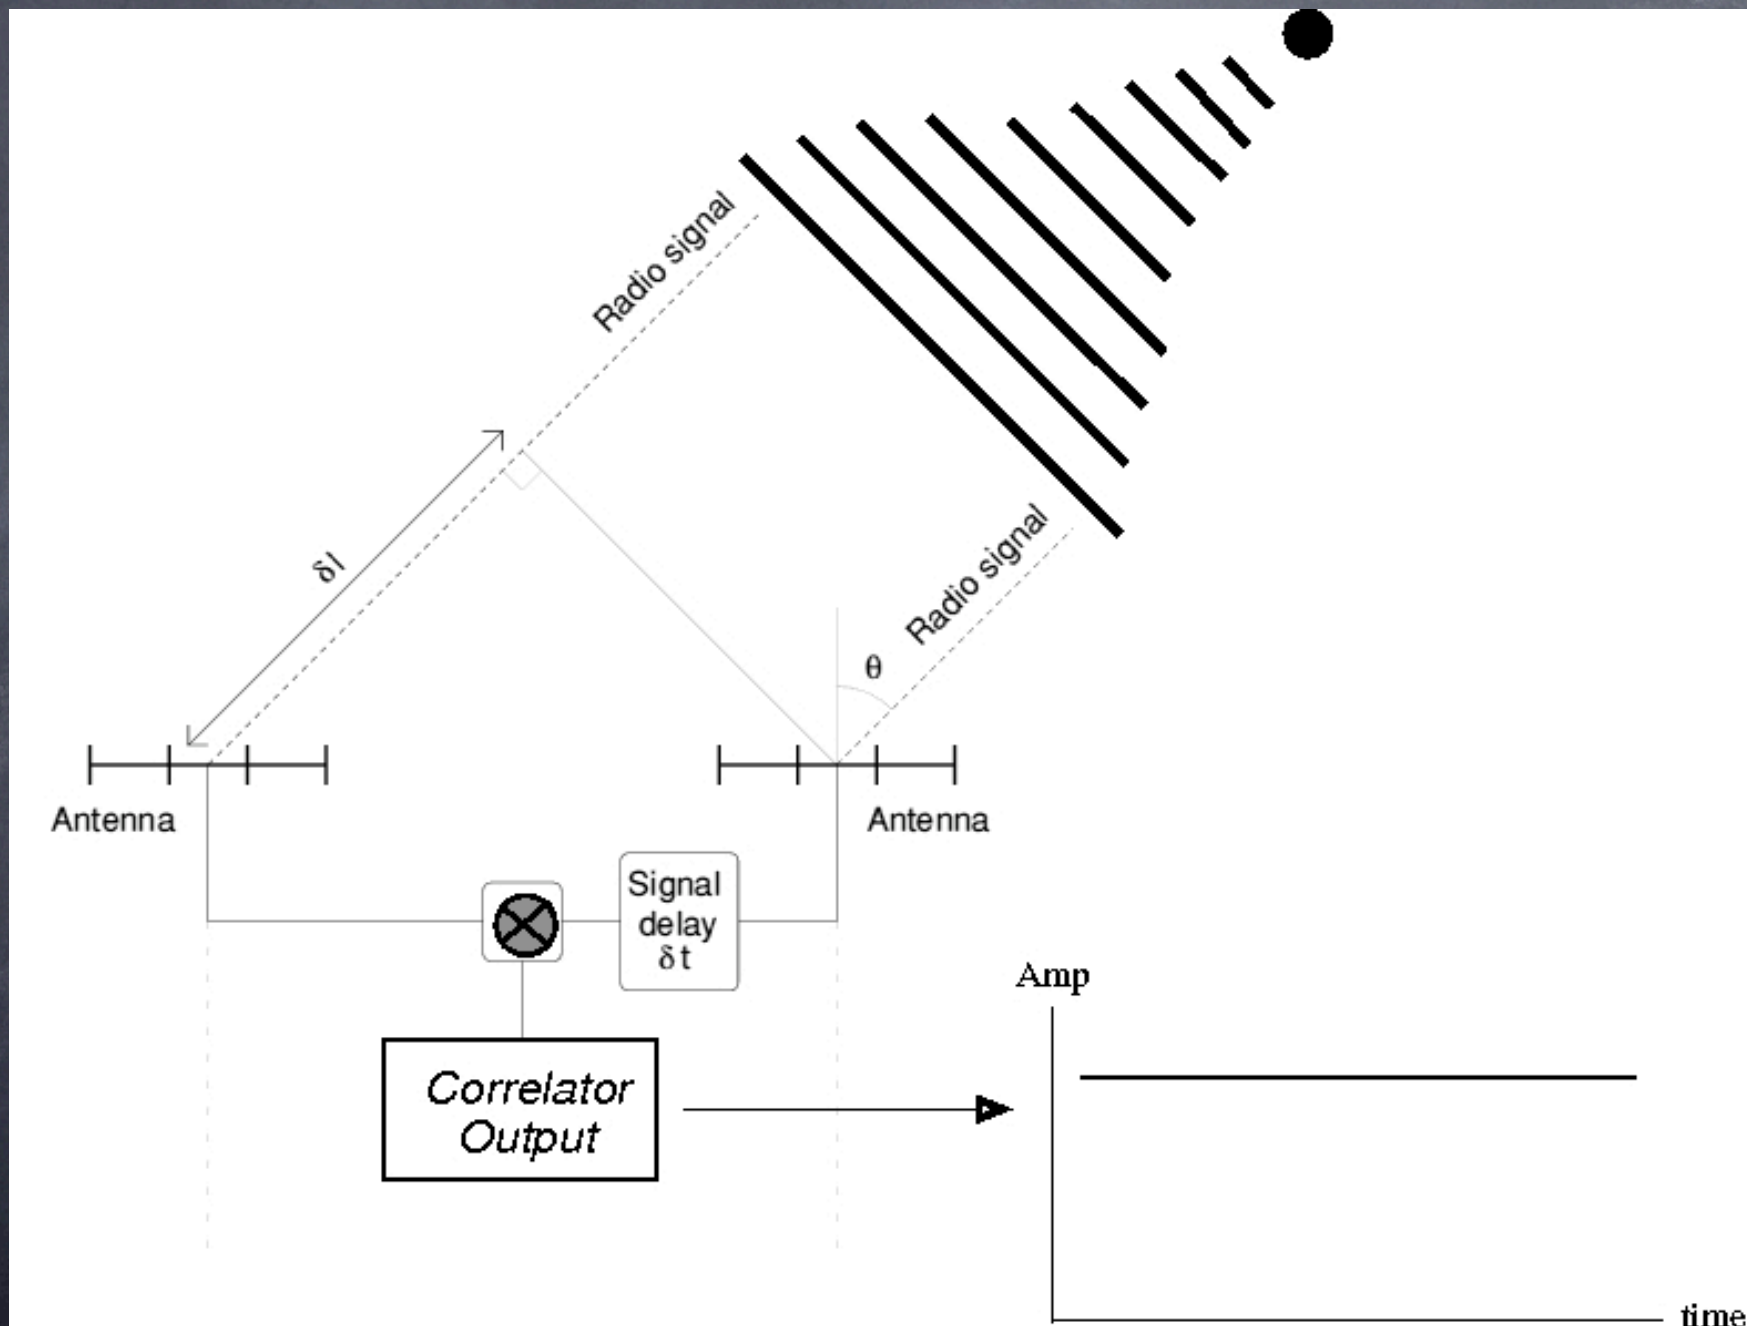 Radio signal
δl
Radio signal
θ
Antenna
Antenna
Signal
delay
δt
Amp
Correlator
Output
time